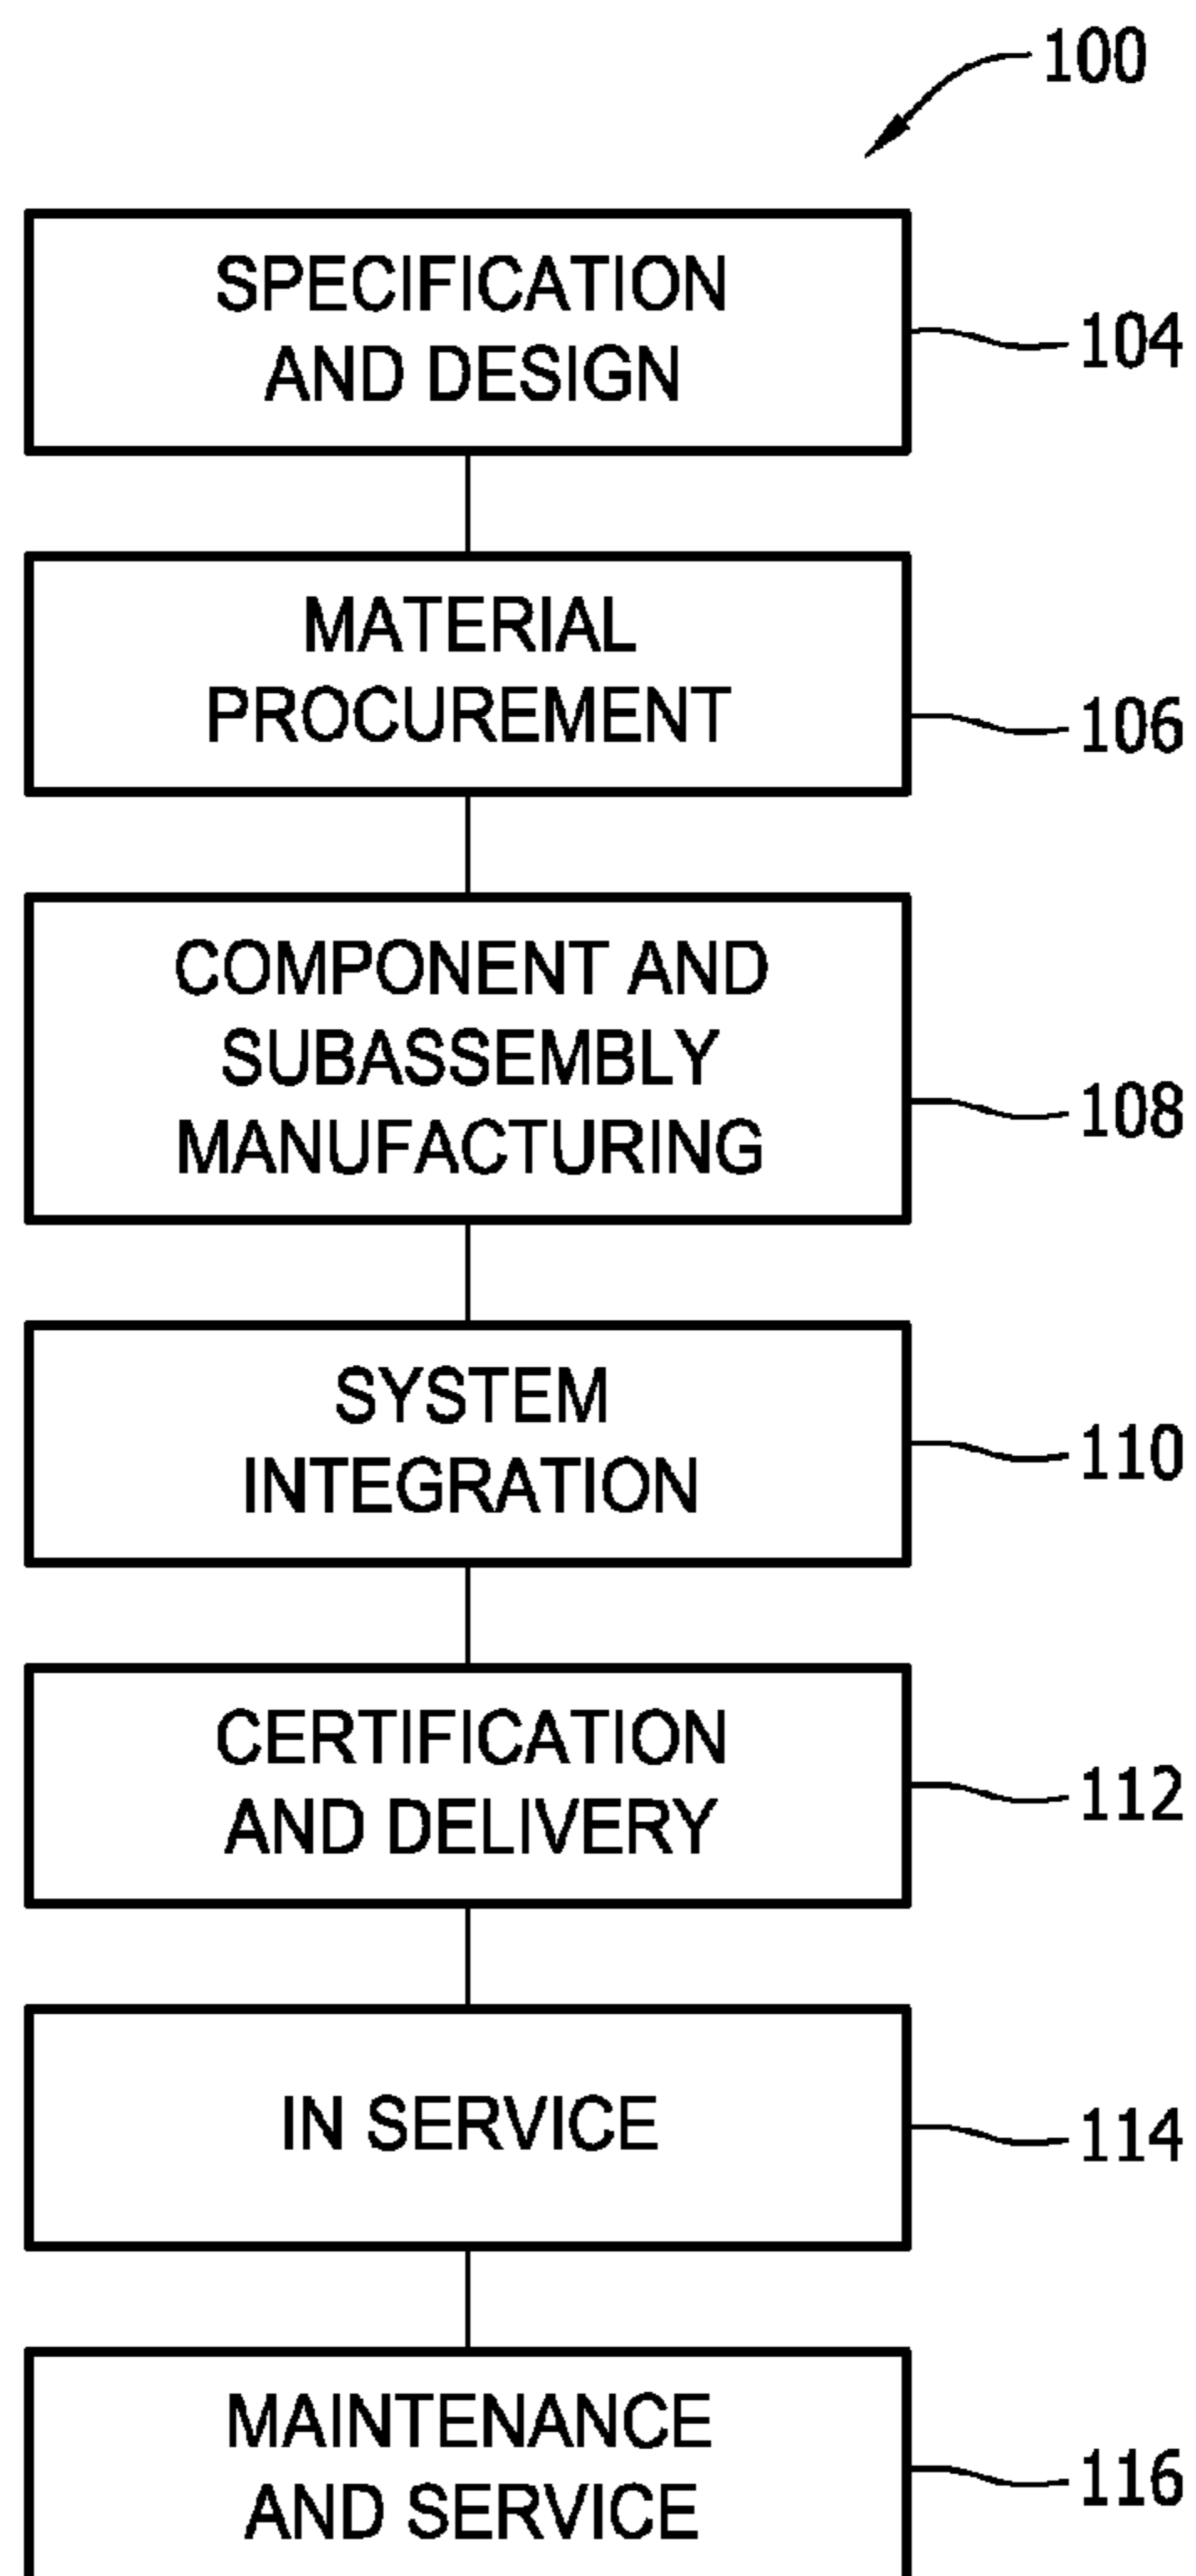 100
SPECIFICATION
AND DESIGN
104
MATERIAL
PROCUREMENT
106
COMPONENT AND
SUBASSEMBLY
MANUFACTURING
108
SYSTEM
INTEGRATION
110
CERTIFICATION
AND DELIVERY
112
IN SERVICE
114
MAINTENANCE
AND SERVICE
116